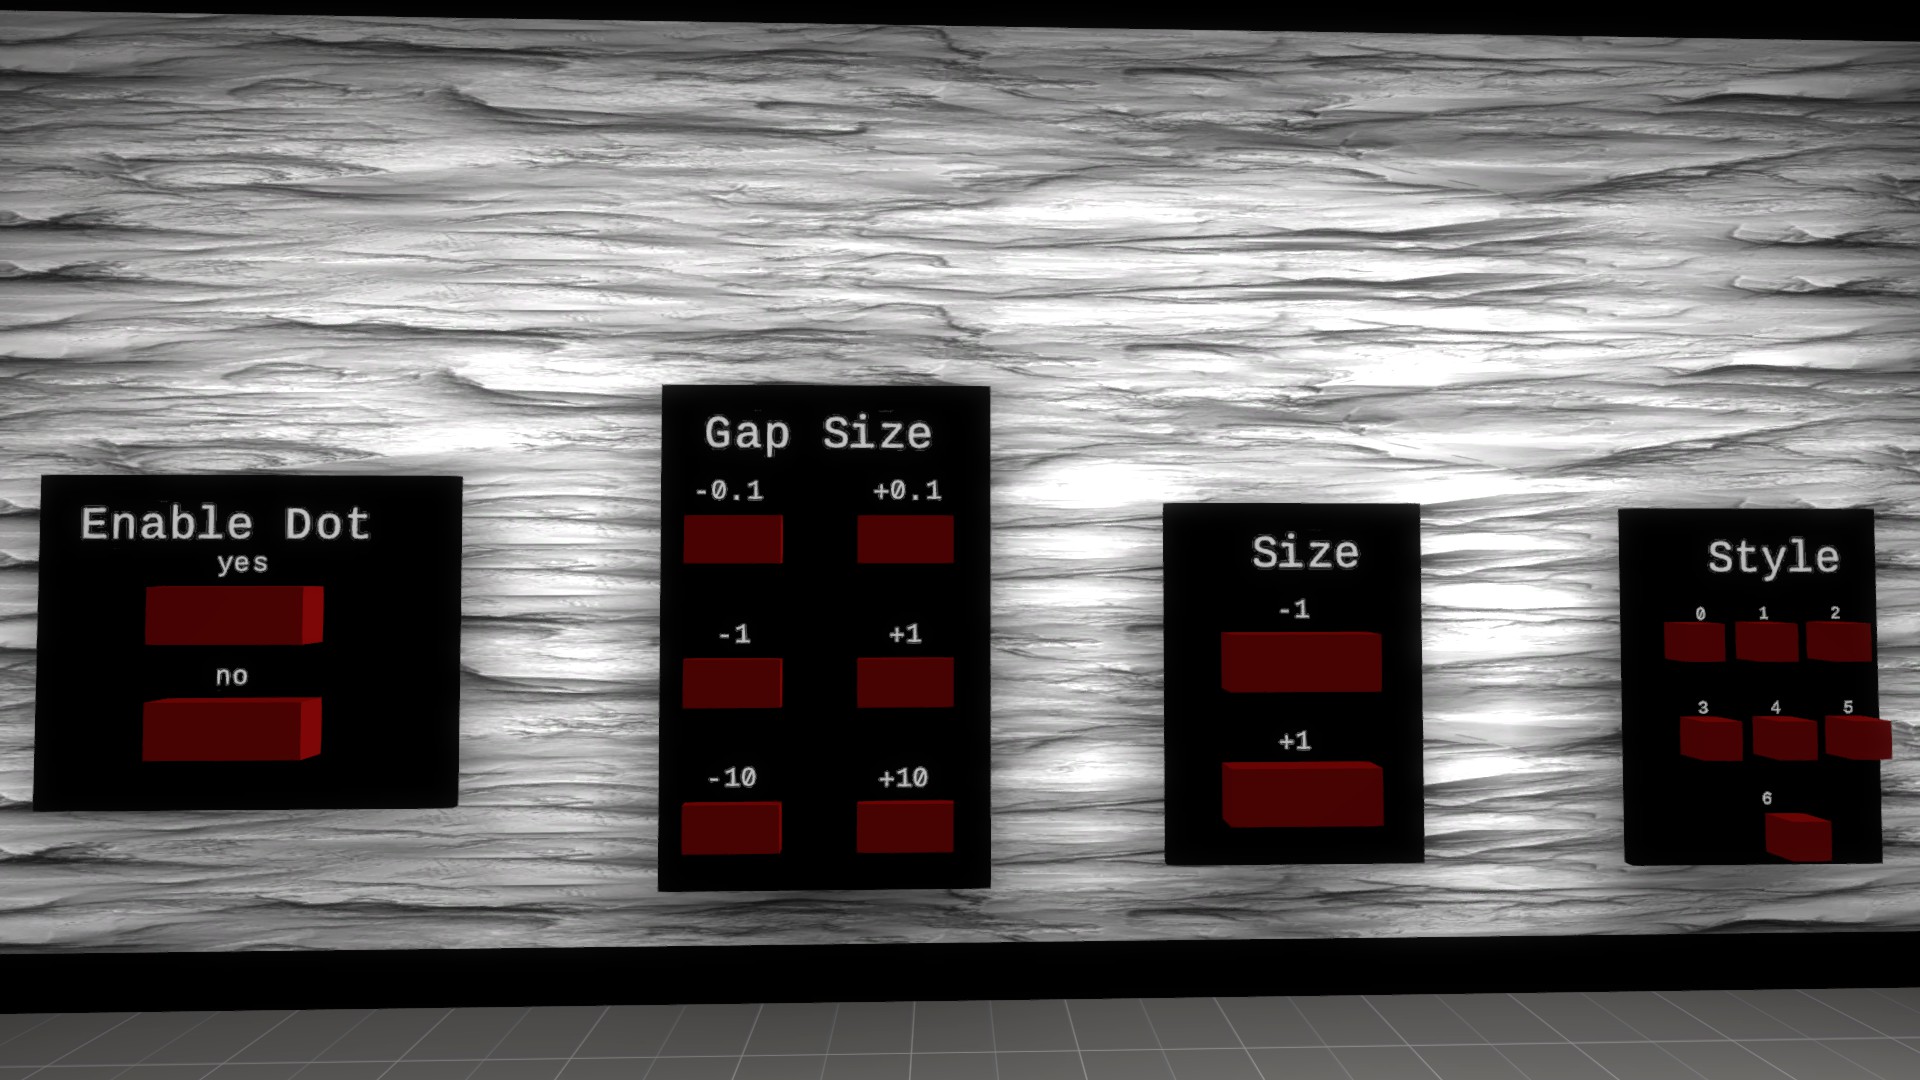 Enable Dot
yes
no
Gap Size
-0.1 +0.1
-1 +1
-10 +10
Size
-1
+1
Style
0 1 2
3 4 5
6